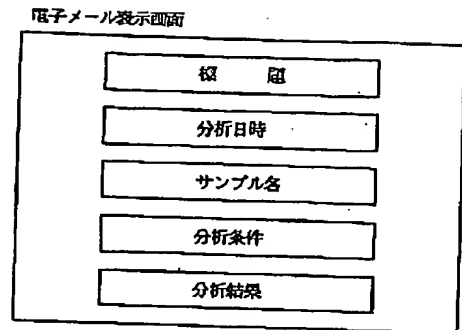 電子メール表示画面
標　　題
分析日時
サンプル名
分析条件
分析結果